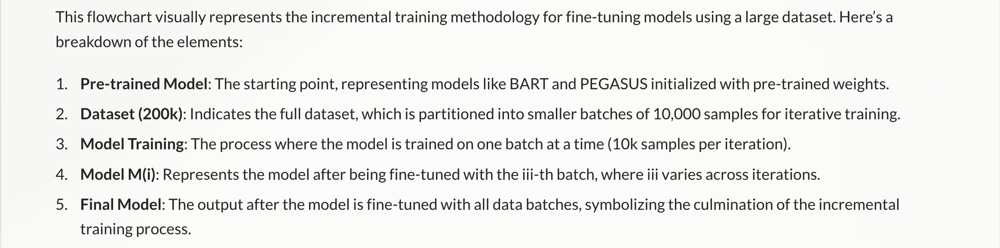 This flowchart visually represents the incremental training methodology for fine-tuning models using a large dataset. Here’s a
breakdown of the elements:
1. Pre-trained Model: The starting point, representing models like BART and PEGASUS initialized with pre-trained weights.
2. Dataset (200k): Indicates the full dataset, which is partitioned into smaller batches of 10,000 samples for iterative training.
3. Model Training: The process where the model is trained on one batch at a time (10k samples per iteration).
4. Model M(i): Represents the model after being fine-tuned with the iii-th batch, where iii varies across iterations.
5. Final Model: The output after the model is fine-tuned with all data batches, symbolizing the culmination of the incremental
training process.